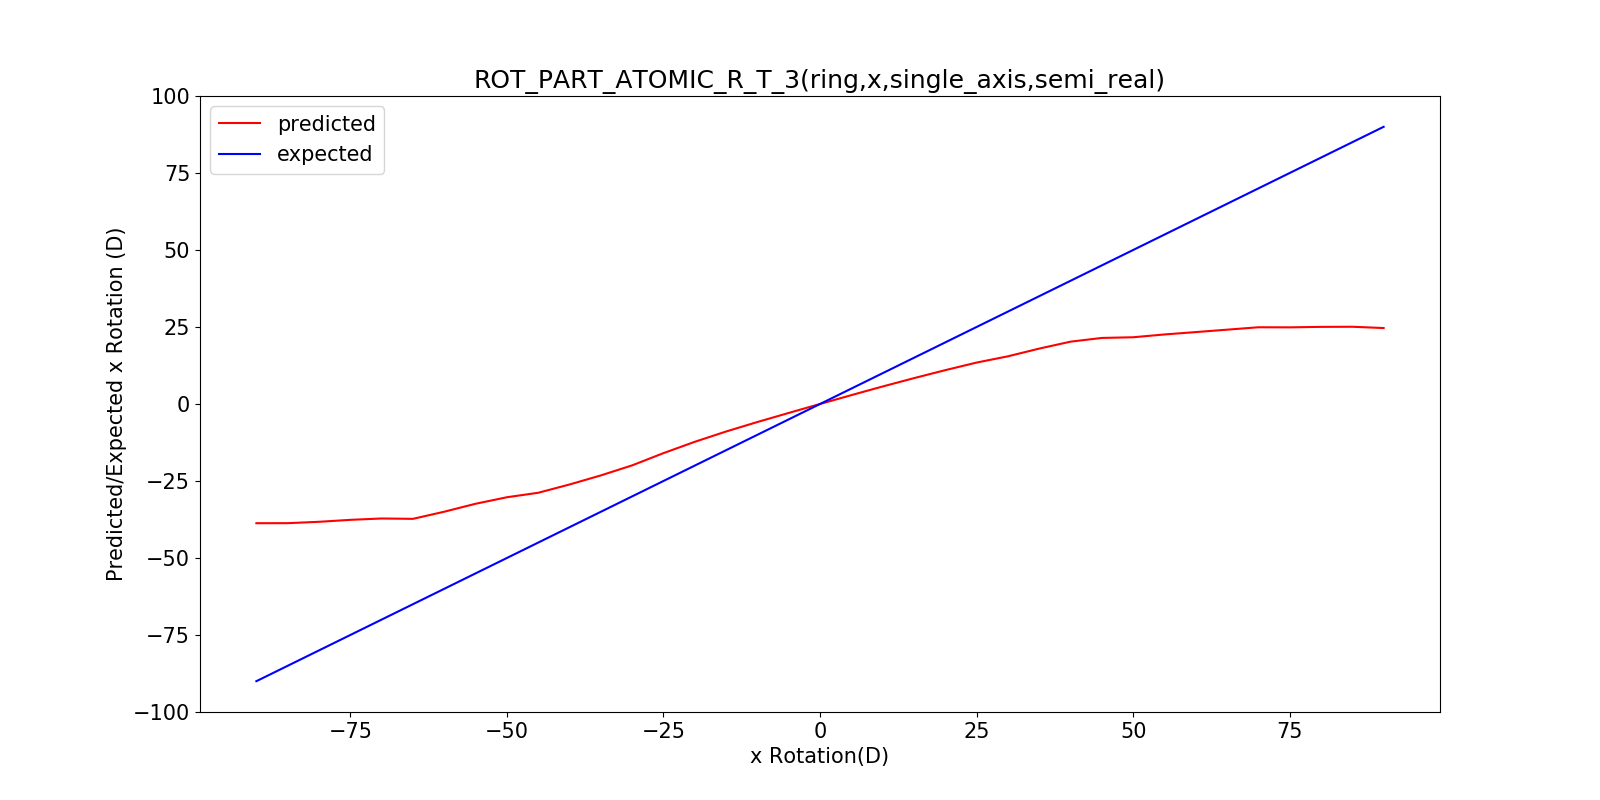 ROT_PART_ATOMIC_R_T_3(ring,x,single_axis,semi_real)
predicted
expected
Predicted/Expected x Rotation (D)
100
75
50
25
0
−25
−50
−75
−100
−75 −50 −25 0 25 50 75
x Rotation(D)